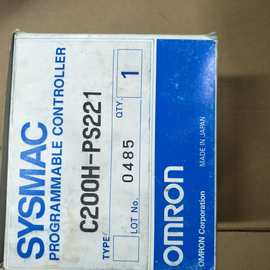 SYSMAC
PROGRAMMABLE CONTROLLER
TYPE C200H-PS221
LOT No. 0485
QTY. 1
OMRON
OMRON Corporation
MADE IN JAPAN